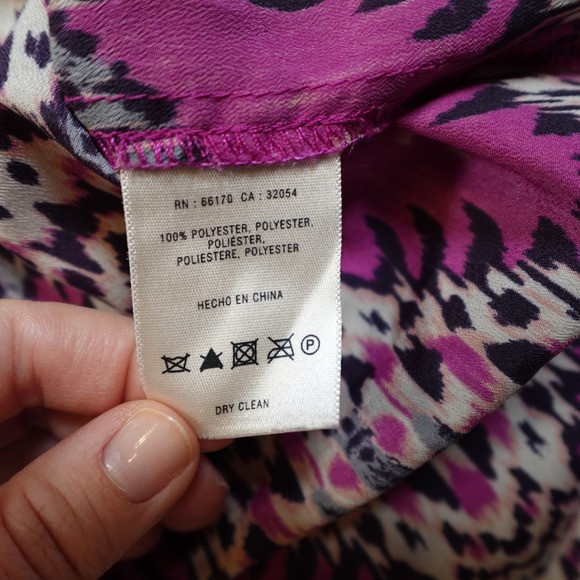 RN : 66170 CA : 32054
100% POLYESTER, POLYESTER.
POLIÉSTER,
POLIESTERE, POLYESTER
HECHO EN CHINA
P
DRY CLEAN